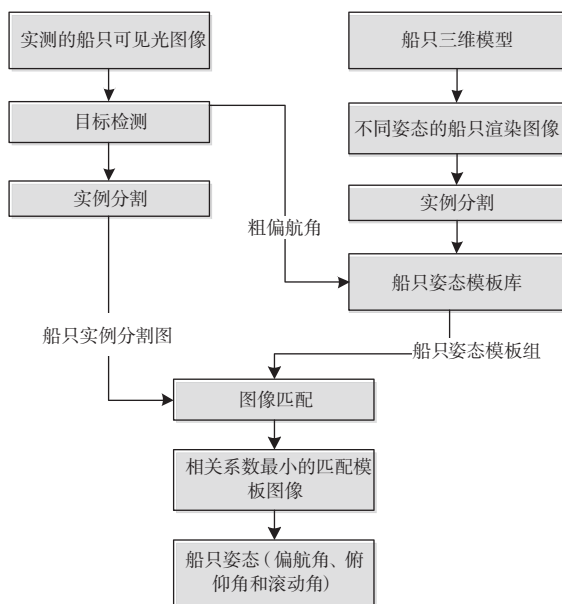 实测的船只可见光图像
船只三维模型
目标检测
不同姿态的船只渲染图像
实例分割
实例分割
粗偏航角
船只姿态模板库
船只实例分割图
船只姿态模板组
图像匹配
相关系数最小的匹配模
板图像
船只姿态(偏航角、俯
仰角和滚动角)